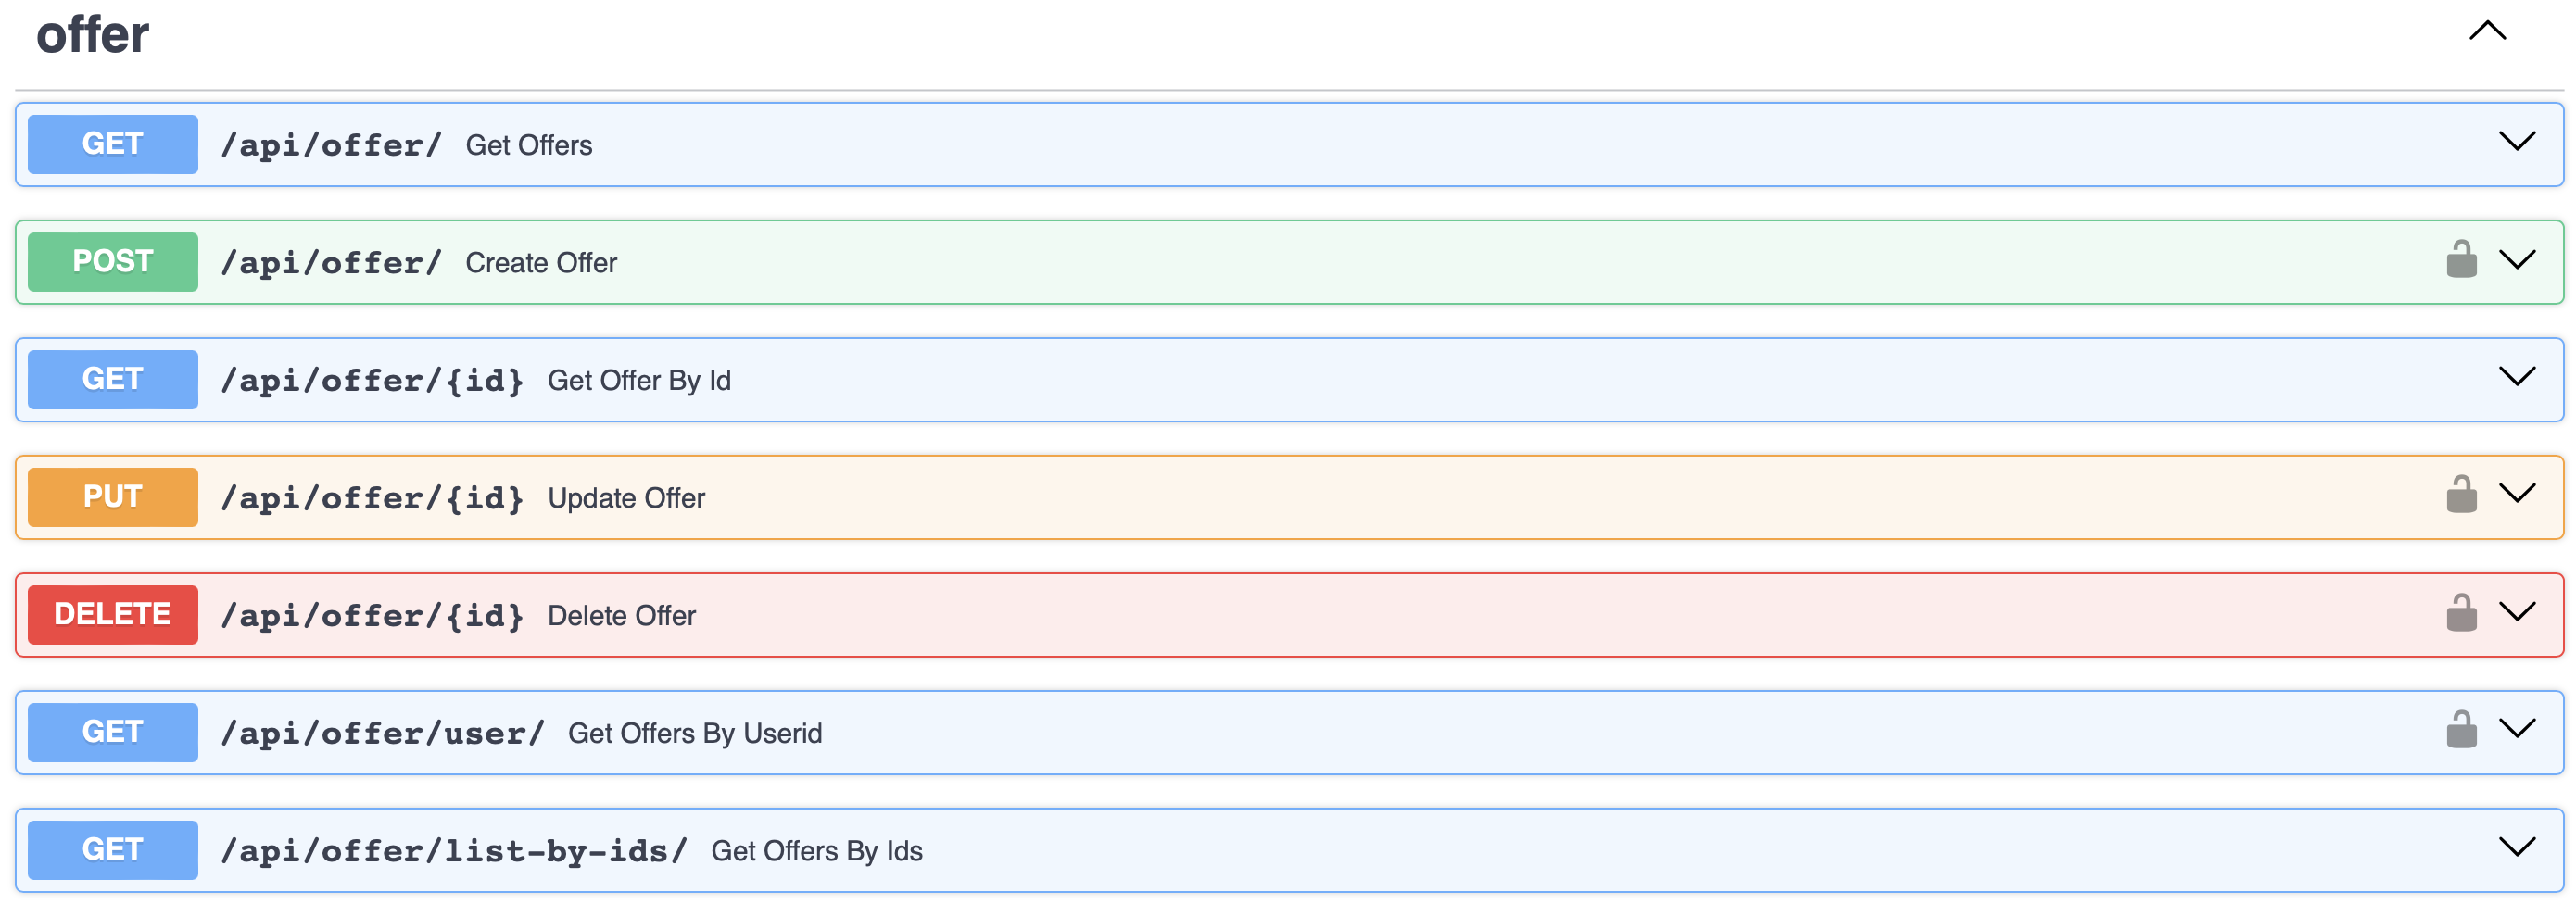 offer
GET /api/offer/ Get Offers
POST /api/offer/ Create Offer
GET /api/offer/{id} Get Offer By Id
PUT /api/offer/{id} Update Offer
DELETE /api/offer/{id} Delete Offer
GET /api/offer/user/ Get Offers By Userid
GET /api/offer/list-by-ids/ Get Offers By Ids